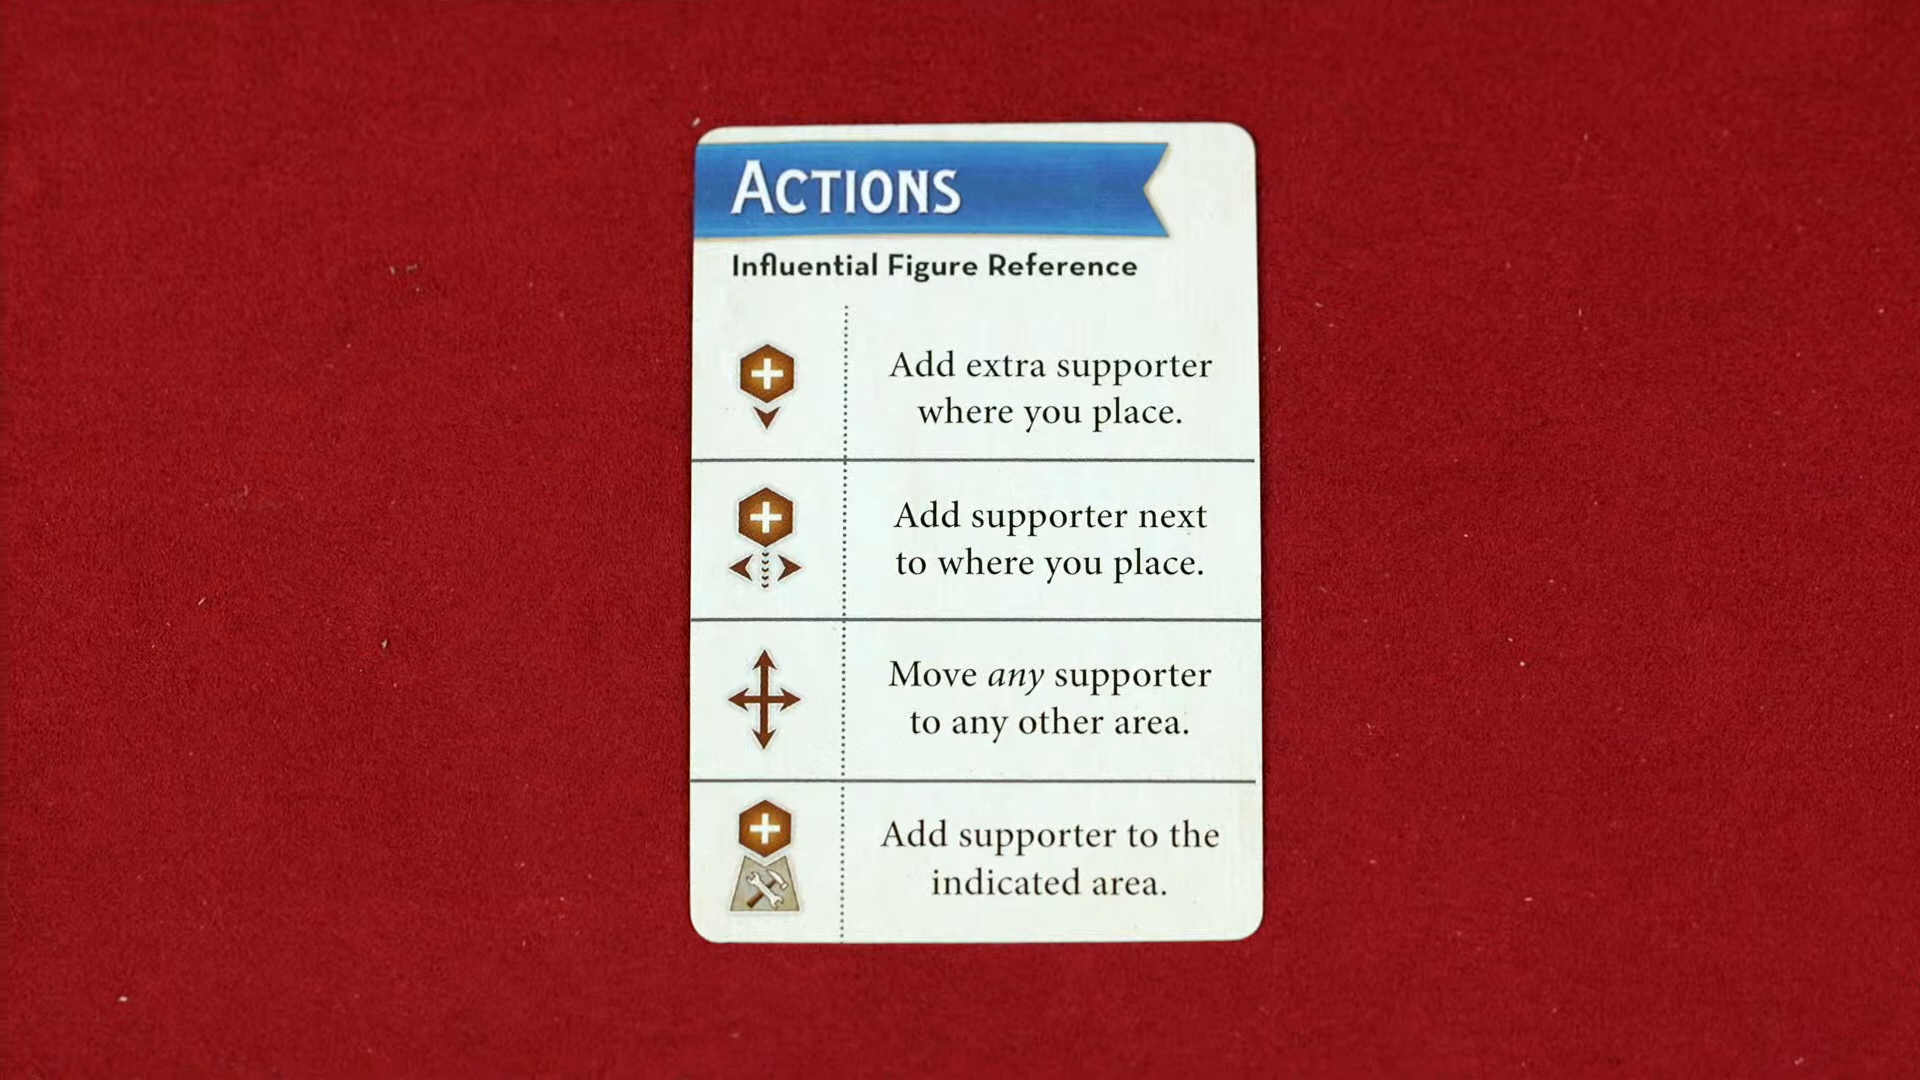 ACTIONS
Influential Figure Reference
Add extra supporter
where you place.
Add supporter next
to where you place.
Move any supporter
to any other area.
Add supporter to the
indicated area.